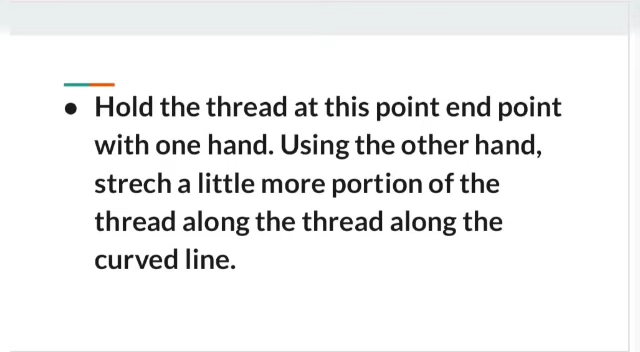 ● Hold the thread at this point end point
with one hand. Using the other hand,
strech a little more portion of the
thread along the thread along the
curved line.